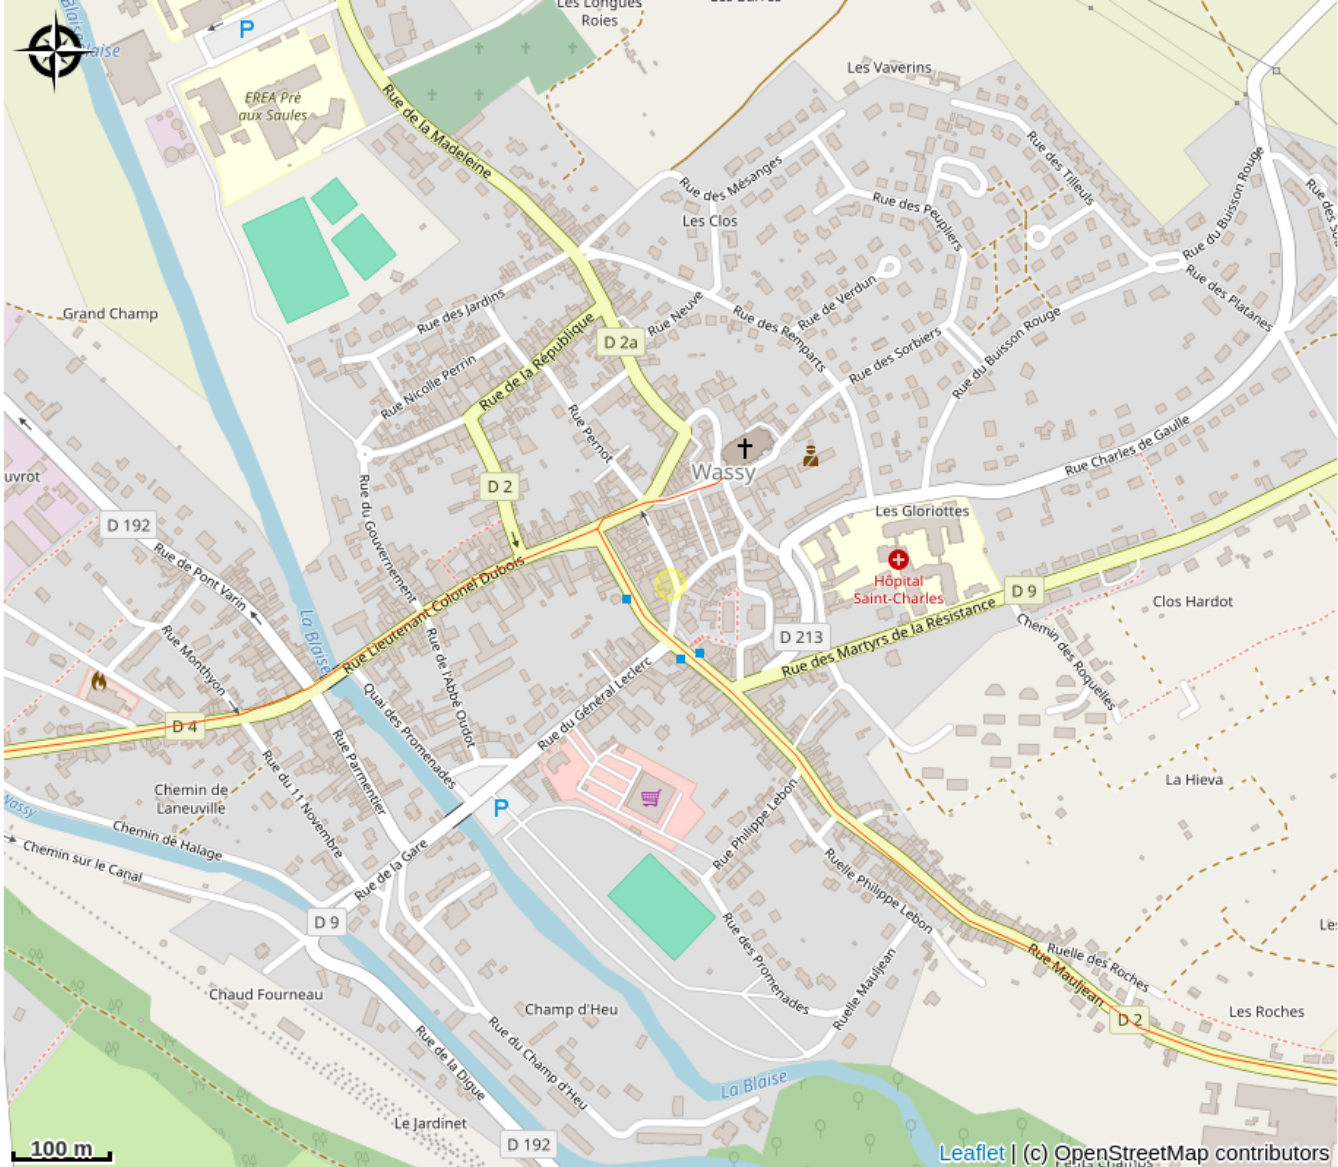 Les Longues
Roies
P
Blaise
Les Vaverins
EREA Pré
aux Saules
Rue de la Madeleine
Rue des Tilleuls
Rue des Mésanges
Rue du Buisson Rouge
Rue des Peupliers
Les Clos
Rue des Platanes
Grand Champ
Rue des Jardins
Rue de Verdun
Rue Neuve
Rue des Remparts
D 2a
Rue de la République
Rue des Sorbiers
Rue du Buisson Rouge
Rue Nicolle Perrin
Rue Pernot
Rue Charles de Gaulle
Wassy
D 2
Rue du Gouvernement
Les Gloriottes
D 192
Rue de Pont Varin
Hôpital
Saint-Charles
D 9
Clos Hardot
Rue Lieutenant Colonel Dubois
La Blaise
D 213
Rue des Martyrs de la Résistance
Chemin des Roquelles
Rue Monthyon
Rue de l'Abbé Oudot
Quai des Promenades
Rue du Général Leclerc
D 4
Rue Parmentier
Rue du 11 Novembre
Chemin de
Laneuville
La Hieva
P
Wassy
Chemin de Halage
Chemin sur le Canal
Rue de la Gare
Rue Philippe Lebon
Ruelle Philippe Lebon
D 9
Rue des Promenades
Ruelle Mauljean
Rue Mauljean
Ruelle des Roches
Chaud Fourneau
Champ d'Heu
Les Roches
D 2
Rue de la Digue
Rue du Champ d'Heu
La Blaise
Le Jardinet
D 192
100 m
Leaflet | (c) OpenStreetMap contributors